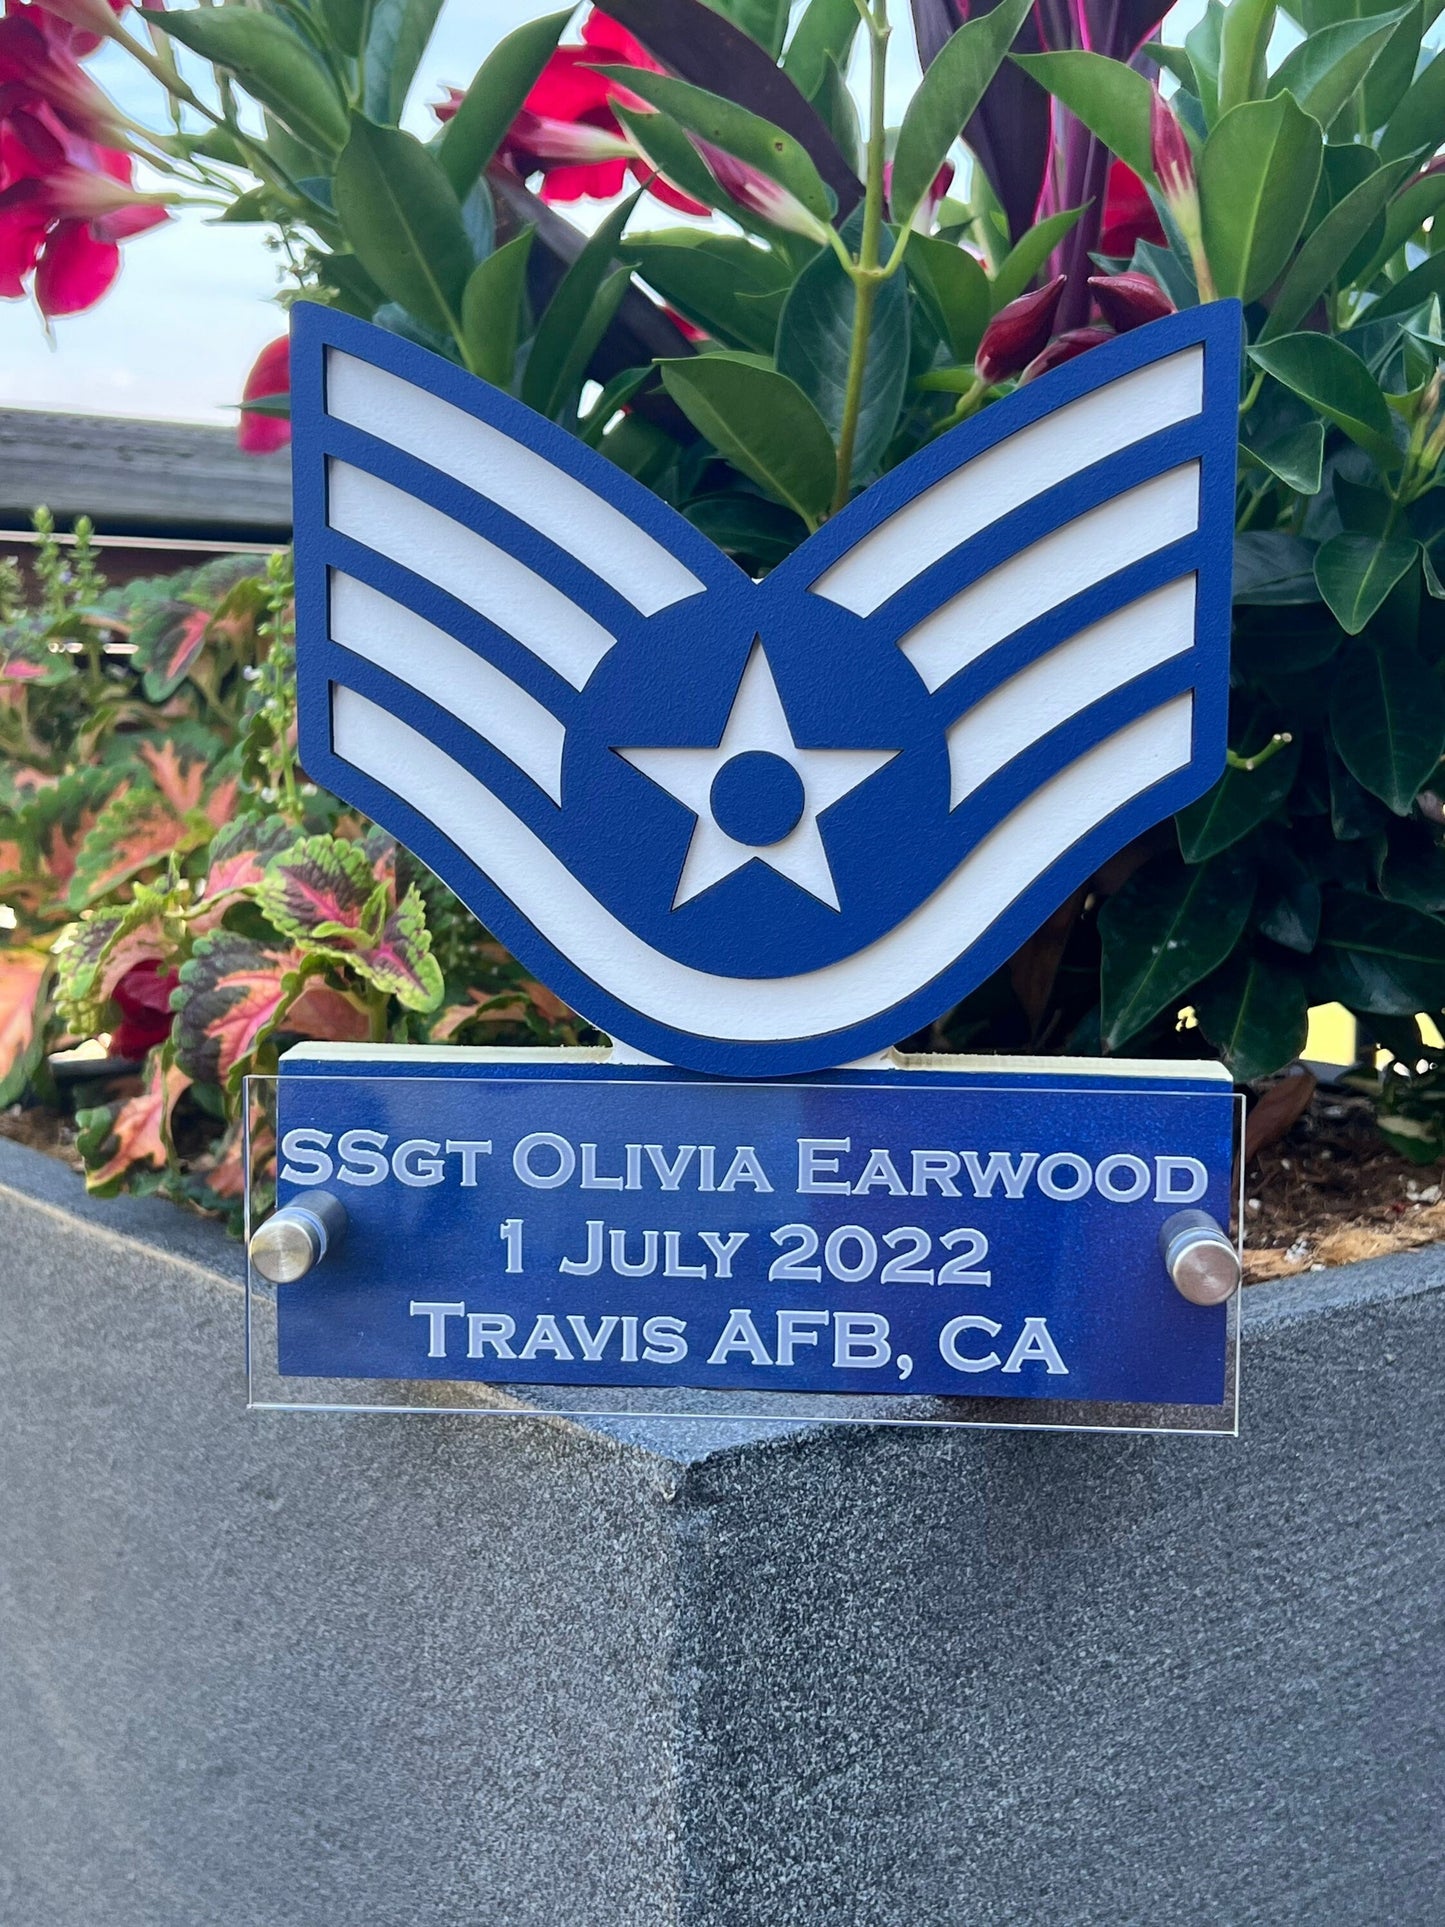 SSgt Olivia Earwood
1 July 2022
Travis AFB, CA